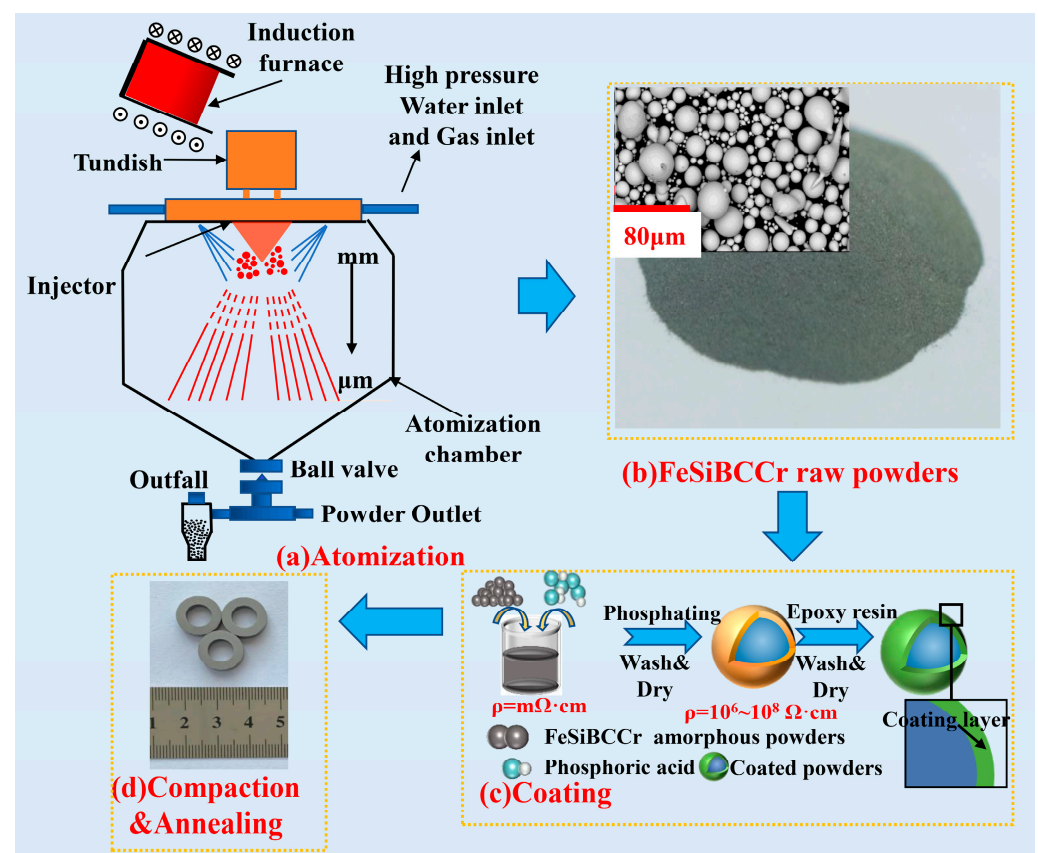 Induction
furnace
High pressure
Water inlet
and Gas inlet
Tundish
Injector
mm
μm
Atomization
chamber
Ball valve
Outfall
Powder Outlet
(a)Atomization
80μm
(b)FeSiBCCr raw powders
Phosphating
Wash&
Dry
Epoxy resin
Wash&
Dry
ρ=mΩ·cm
ρ=10⁶~10⁸ Ω·cm
Coating layer
FeSiBCCr amorphous powders
Phosphoric acid
Coated powders
(c)Coating
1 2 3 4 5
(d)Compaction
&Annealing